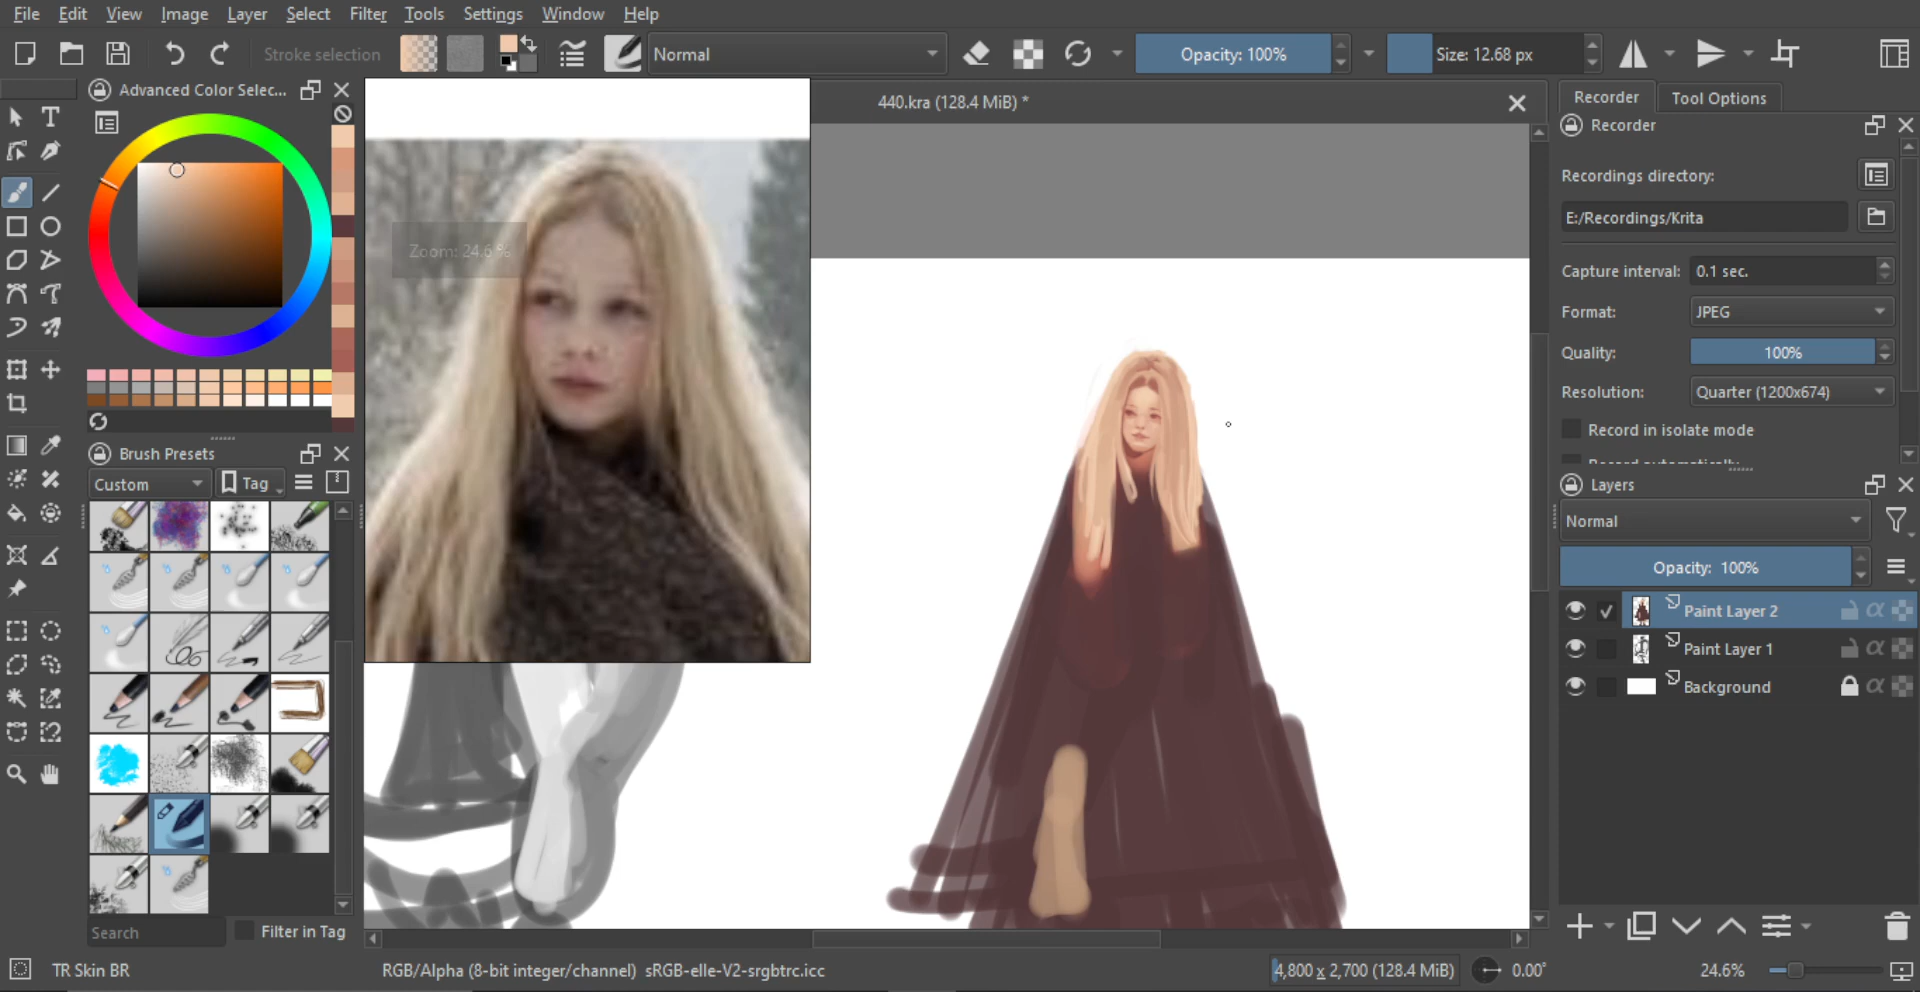 File Edit View Image Layer Select Filter Tools Settings Window Help
Stroke selection Normal Opacity: 100% Size: 12.68 px
Advanced Color Selec...
440.kra (128.4 MiB) *
Recorder Tool Options
Recorder
Recordings directory:
E:/Recordings/Krita
Zoom: 24.6 %
Capture interval: 0.1 sec.
Format: JPEG
Quality: 100%
Resolution: Quarter (1200x674)
Record in isolate mode
Record automatically
Brush Presets
Custom Tag
Layers
Normal
Opacity: 100%
Paint Layer 2
Paint Layer 1
Background
Search Filter in Tag
TR Skin BR RGB/Alpha (8-bit integer/channel) sRGB-elle-V2-srgbtrc.icc 4,800 x 2,700 (128.4 MiB) 0.00° 24.6%